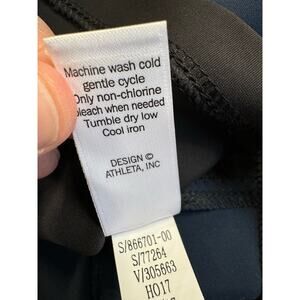 Machine wash cold
gentle cycle
Only non-chlorine
bleach when needed
Tumble dry low
Cool iron
DESIGN ©
ATHLETA, INC
S/866701-00
S/77264
V/305663
HO17